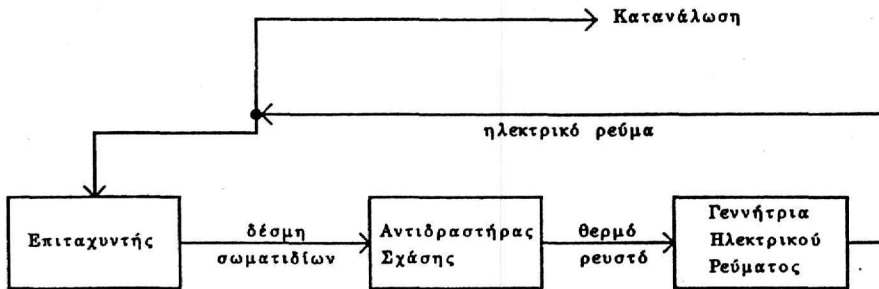 Κατανάλωση
ηλεκτρικό ρεύμα
Επιταχυντής
δέσμη
σωματιδίων
Αντιδραστήρας
Σχάσης
θερμό
ρευστό
Γεννήτρια
Ηλεκτρικού
Ρεύματος